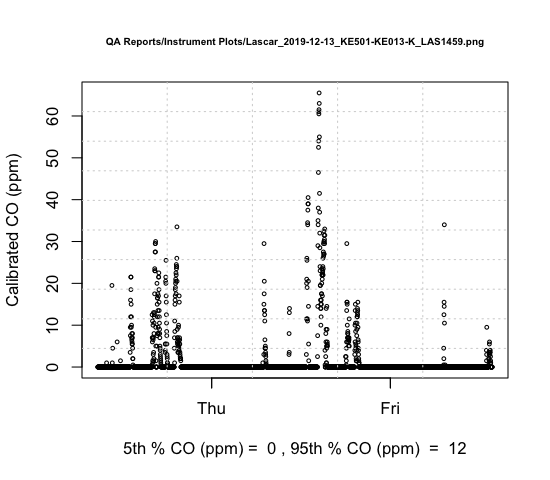 QA Reports/Instrument Plots/Lascar_2019-12-13_KE501-KE013-K_LAS1459.png
Calibrated CO (ppm)
60
50
40
30
20
10
0
Thu Fri
5th % CO (ppm) = 0 , 95th % CO (ppm) = 12